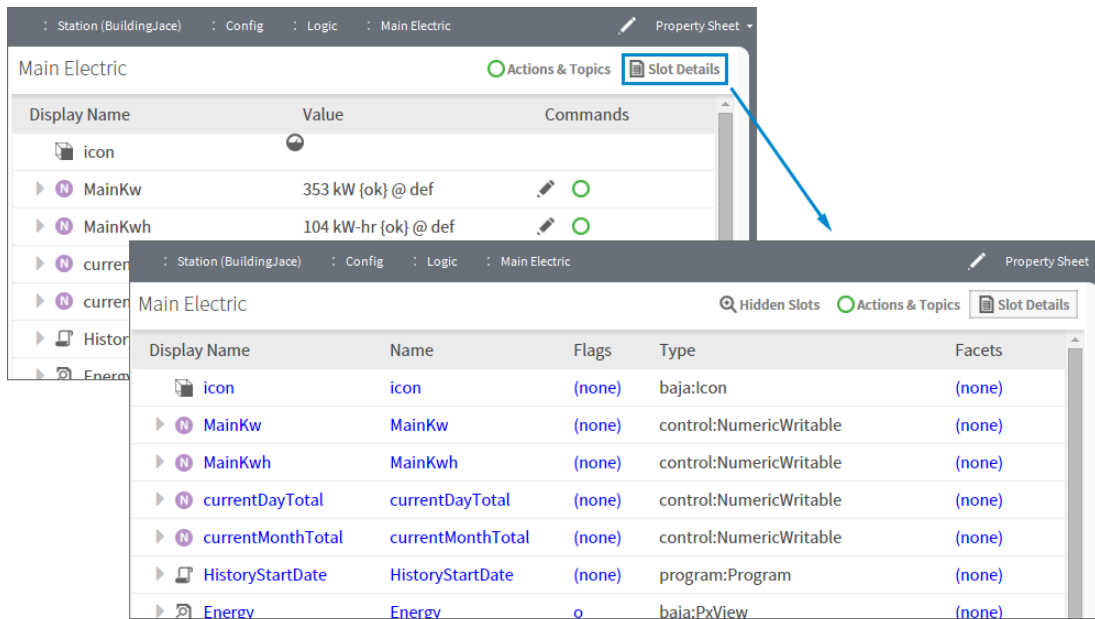 : Station (BuildingJace) : Config : Logic : Main Electric Property Sheet
Main Electric Actions & Topics Slot Details
Display Name Value Commands
icon
N MainKw 353 kW {ok} @ def
N MainKwh 104 kW-hr {ok} @ def
N curren
N curren
Histor
Energy
: Station (BuildingJace) : Config : Logic : Main Electric Property Sheet
Main Electric Hidden Slots Actions & Topics Slot Details
Display Name Name Flags Type Facets
icon icon (none) baja:Icon (none)
N MainKw MainKw (none) control:NumericWritable (none)
N MainKwh MainKwh (none) control:NumericWritable (none)
N currentDayTotal currentDayTotal (none) control:NumericWritable (none)
N currentMonthTotal currentMonthTotal (none) control:NumericWritable (none)
HistoryStartDate HistoryStartDate (none) program:Program (none)
Energy Energy o baja:PxView (none)